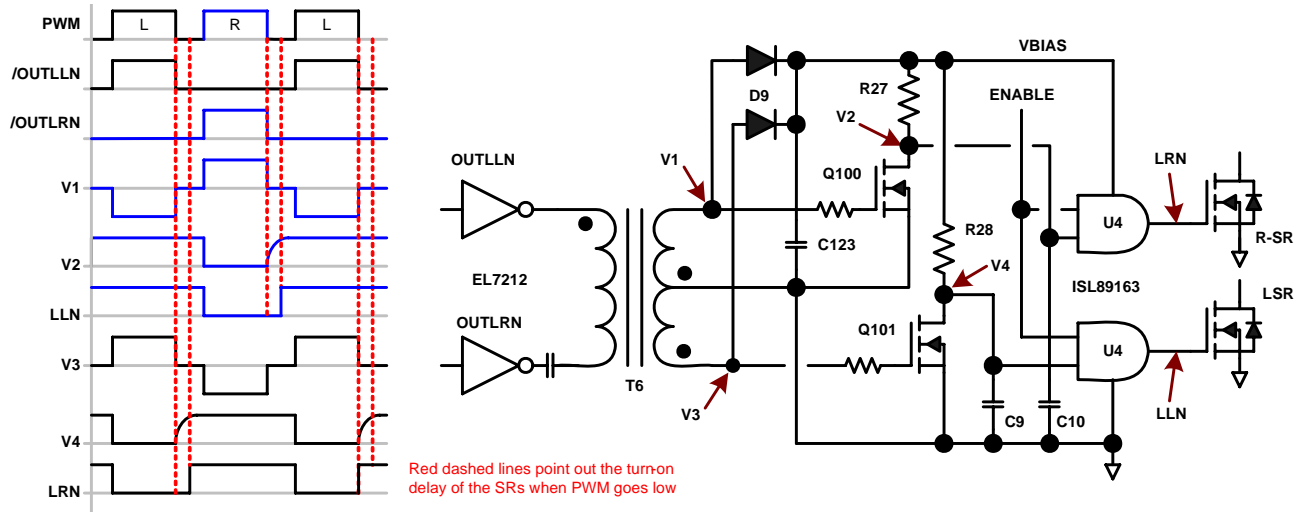 PWM
L
R
L
/OUTLLN
/OUTLRN
V1
V2
LLN
V3
V4
LRN
Red dashed lines point out the turn-on
delay of the SRs when PWM goes low
OUTLLN
EL7212
OUTLRN
T6
V1
V3
D9
C123
Q100
V2
R27
VBIAS
R28
V4
Q101
ENABLE
U4
LRN
R-SR
ISL89163
U4
LLN
LSR
C9
C10